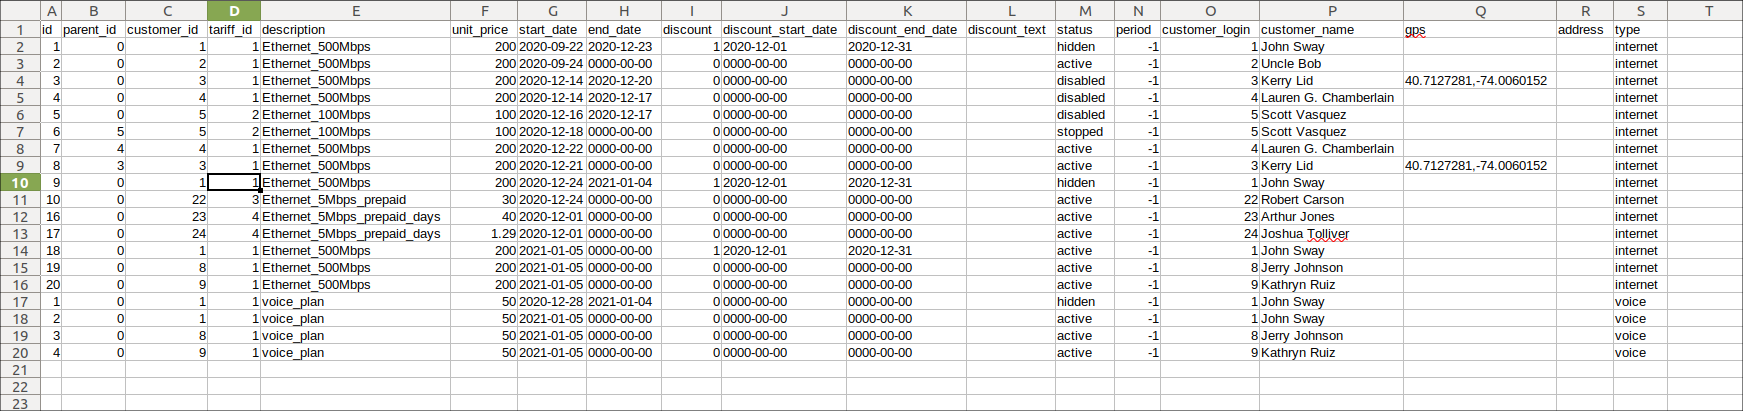 A B C D E F G H I J K L M N O P Q R S T
1 id parent_id customer_id tariff_id description unit_price start_date end_date discount discount_start_date discount_end_date discount_text status period customer_login customer_name gps address type
2 1 0 1 1 Ethernet_500Mbps 200 2020-09-22 2020-12-23 1 2020-12-01 2020-12-31 hidden -1 1 John Sway internet
3 2 0 2 1 Ethernet_500Mbps 200 2020-09-24 0000-00-00 0 0000-00-00 0000-00-00 active -1 2 Uncle Bob internet
4 3 0 3 1 Ethernet_500Mbps 200 2020-12-14 2020-12-20 0 0000-00-00 0000-00-00 disabled -1 3 Kerry Lid 40.7127281,-74.0060152 internet
5 4 0 4 1 Ethernet_500Mbps 200 2020-12-14 2020-12-17 0 0000-00-00 0000-00-00 disabled -1 4 Lauren G. Chamberlain internet
6 5 0 5 2 Ethernet_100Mbps 100 2020-12-16 2020-12-17 0 0000-00-00 0000-00-00 disabled -1 5 Scott Vasquez internet
7 6 5 5 2 Ethernet_100Mbps 100 2020-12-18 0000-00-00 0 0000-00-00 0000-00-00 stopped -1 5 Scott Vasquez internet
8 7 4 4 1 Ethernet_500Mbps 200 2020-12-22 0000-00-00 0 0000-00-00 0000-00-00 active -1 4 Lauren G. Chamberlain internet
9 8 3 3 1 Ethernet_500Mbps 200 2020-12-21 0000-00-00 0 0000-00-00 0000-00-00 active -1 3 Kerry Lid 40.7127281,-74.0060152 internet
10 9 0 1 1 Ethernet_500Mbps 200 2020-12-24 2021-01-04 1 2020-12-01 2020-12-31 hidden -1 1 John Sway internet
11 10 0 22 3 Ethernet_5Mbps_prepaid 30 2020-12-24 0000-00-00 0 0000-00-00 0000-00-00 active -1 22 Robert Carson internet
12 16 0 23 4 Ethernet_5Mbps_prepaid_days 40 2020-12-01 0000-00-00 0 0000-00-00 0000-00-00 active -1 23 Arthur Jones internet
13 17 0 24 4 Ethernet_5Mbps_prepaid_days 1.29 2020-12-01 0000-00-00 0 0000-00-00 0000-00-00 active -1 24 Joshua Tolliver internet
14 18 0 1 1 Ethernet_500Mbps 200 2021-01-05 0000-00-00 1 2020-12-01 2020-12-31 active -1 1 John Sway internet
15 19 0 8 1 Ethernet_500Mbps 200 2021-01-05 0000-00-00 0 0000-00-00 0000-00-00 active -1 8 Jerry Johnson internet
16 20 0 9 1 Ethernet_500Mbps 200 2021-01-05 0000-00-00 0 0000-00-00 0000-00-00 active -1 9 Kathryn Ruiz internet
17 1 0 1 1 voice_plan 50 2020-12-28 2021-01-04 0 0000-00-00 0000-00-00 hidden -1 1 John Sway voice
18 2 0 1 1 voice_plan 50 2021-01-05 0000-00-00 0 0000-00-00 0000-00-00 active -1 1 John Sway voice
19 3 0 8 1 voice_plan 50 2021-01-05 0000-00-00 0 0000-00-00 0000-00-00 active -1 8 Jerry Johnson voice
20 4 0 9 1 voice_plan 50 2021-01-05 0000-00-00 0 0000-00-00 0000-00-00 active -1 9 Kathryn Ruiz voice
21
22
23